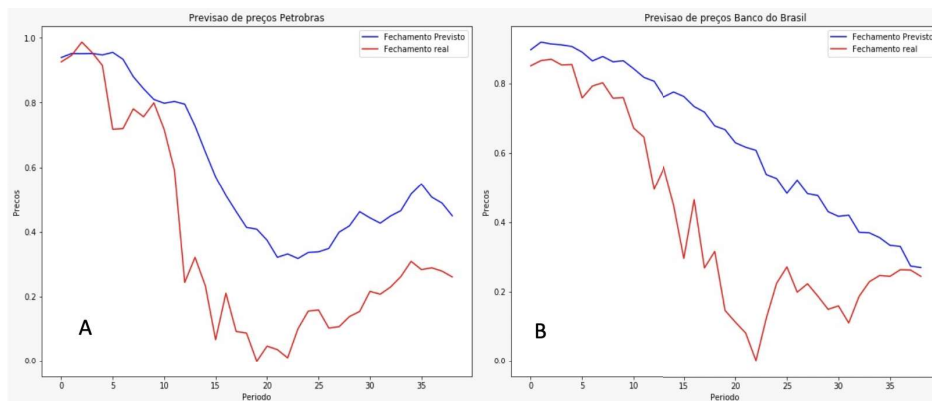 Previsao de preços Petrobras
Fechamento Previsto
Fechamento real
1.0
0.8
0.6
0.4
0.2
0.0
Precos
A
0
5
10
15
20
25
30
35
Periodo
Previsao de preços Banco do Brasil
Fechamento Previsto
Fechamento real
0.8
0.6
0.4
0.2
0.0
Precos
B
0
5
10
15
20
25
30
35
Periodo